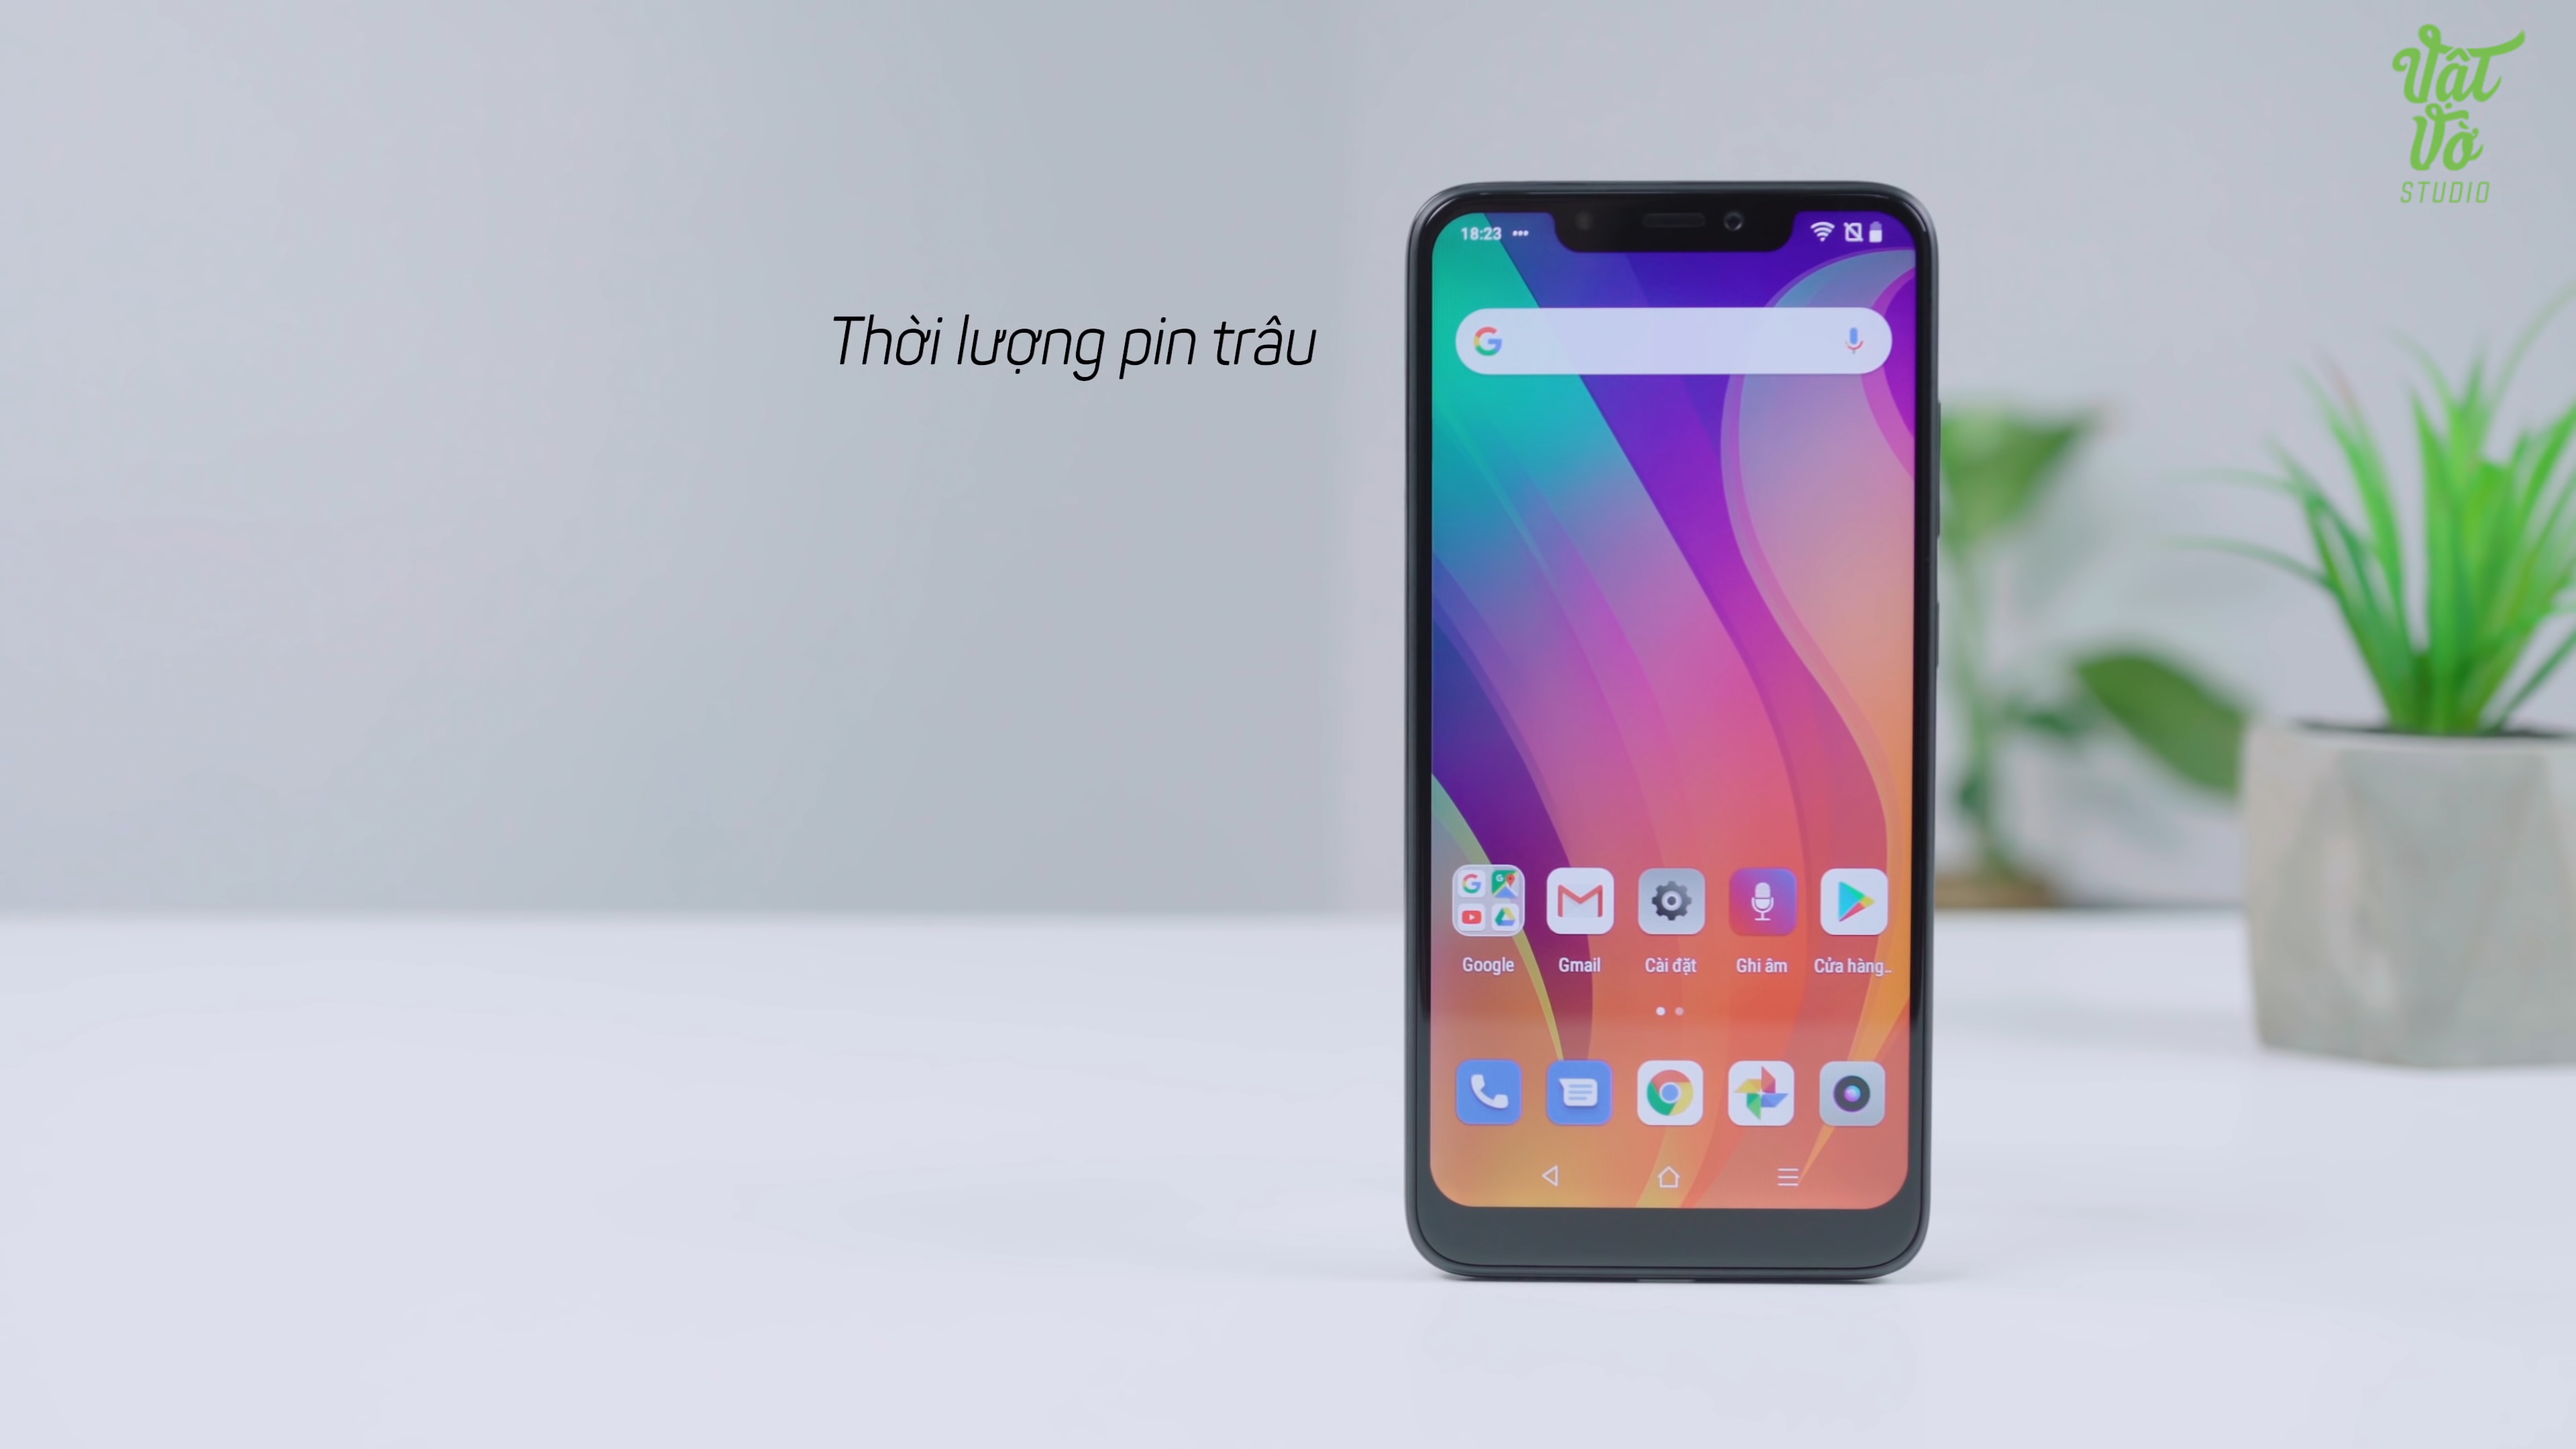 Vật
Vờ
STUDIO
18:23
Thời lượng pin trâu
Google
Gmail
Cài đặt
Ghi âm
Cửa hàng...